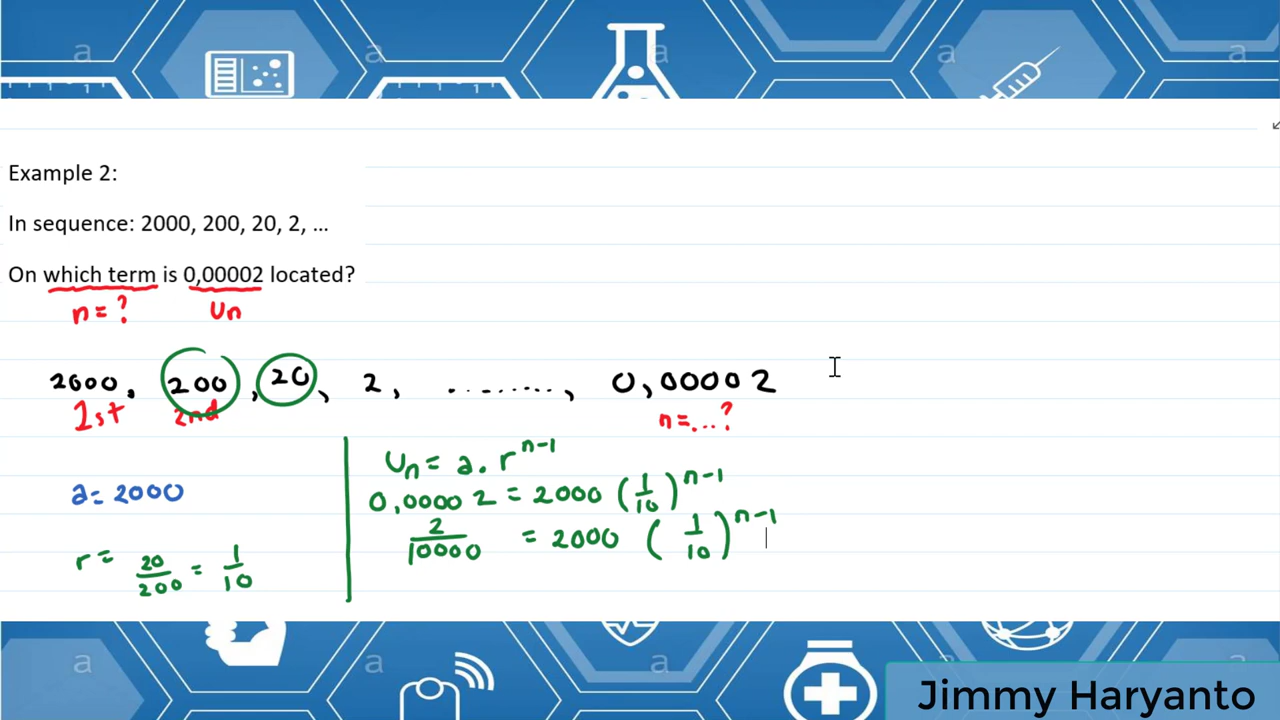 Example 2:
In sequence: 2000, 200, 20, 2, ...
On which term is 0,00002 located?
n = ? Un
2000, 200, 20, 2, ........., 0,00002
1st 2nd n=...?
Un = a. r^n-1
a = 2000
0,00002 = 2000 (1/10)^n-1
2/10000 = 2000 (1/10)^n-1
r = 20/200 = 1/10
Jimmy Haryanto
a a a a a
a a a